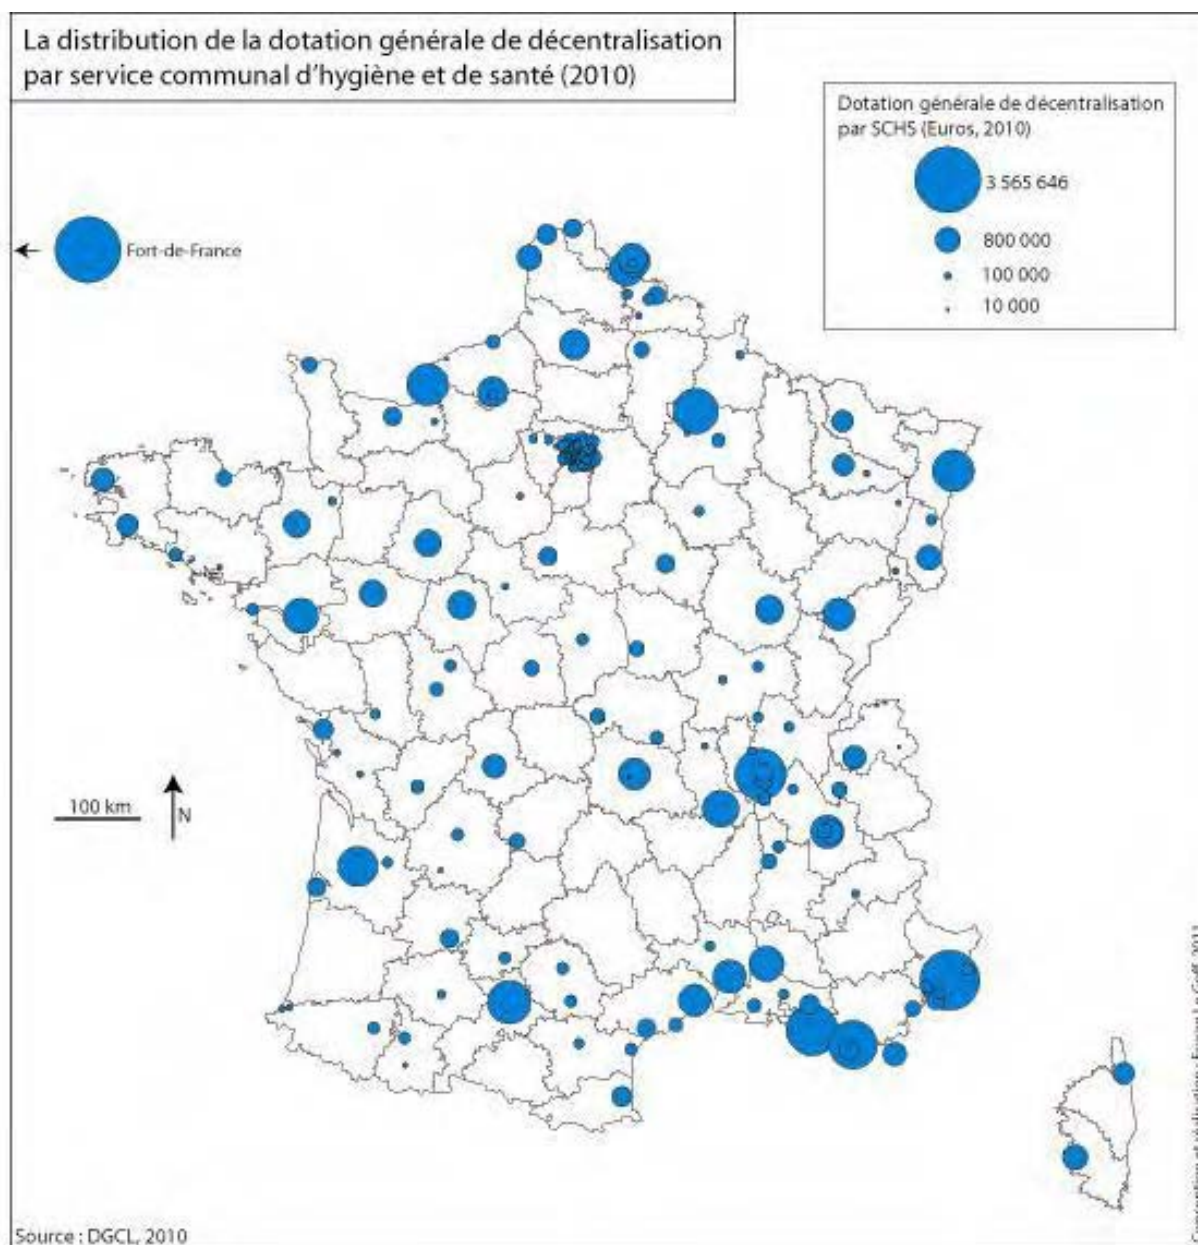 La distribution de la dotation générale de décentralisation
par service communal d'hygiène et de santé (2010)
Dotation générale de décentralisation
par SCHS (Euros, 2010)
3 565 646
800 000
100 000
10 000
Fort-de-France
100 km
N
Source : DGCL, 2010